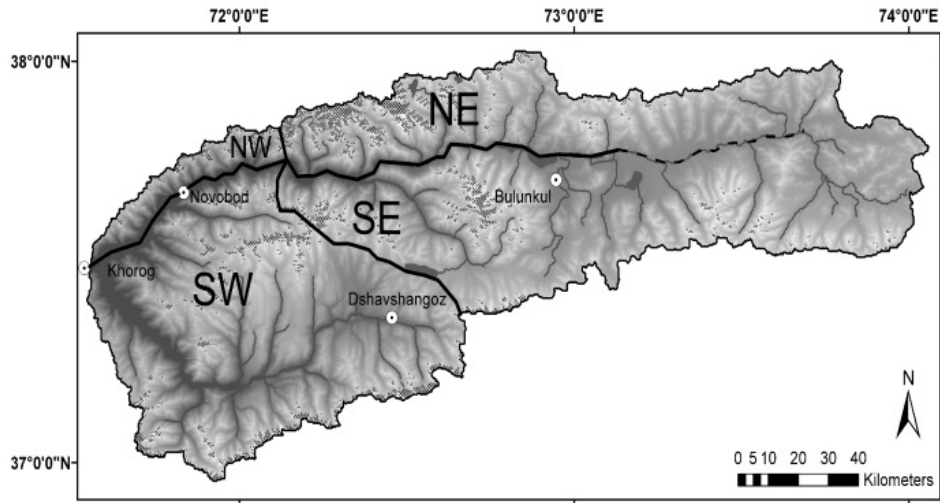 72°0'0"E 73°0'0"E 74°0'0"E
38°0'0"N
NE
NW
Novobod
SE
Bulunkul
Khorog
SW
Dshavshangoz
N
37°0'0"N
0 5 10 20 30 40
Kilometers